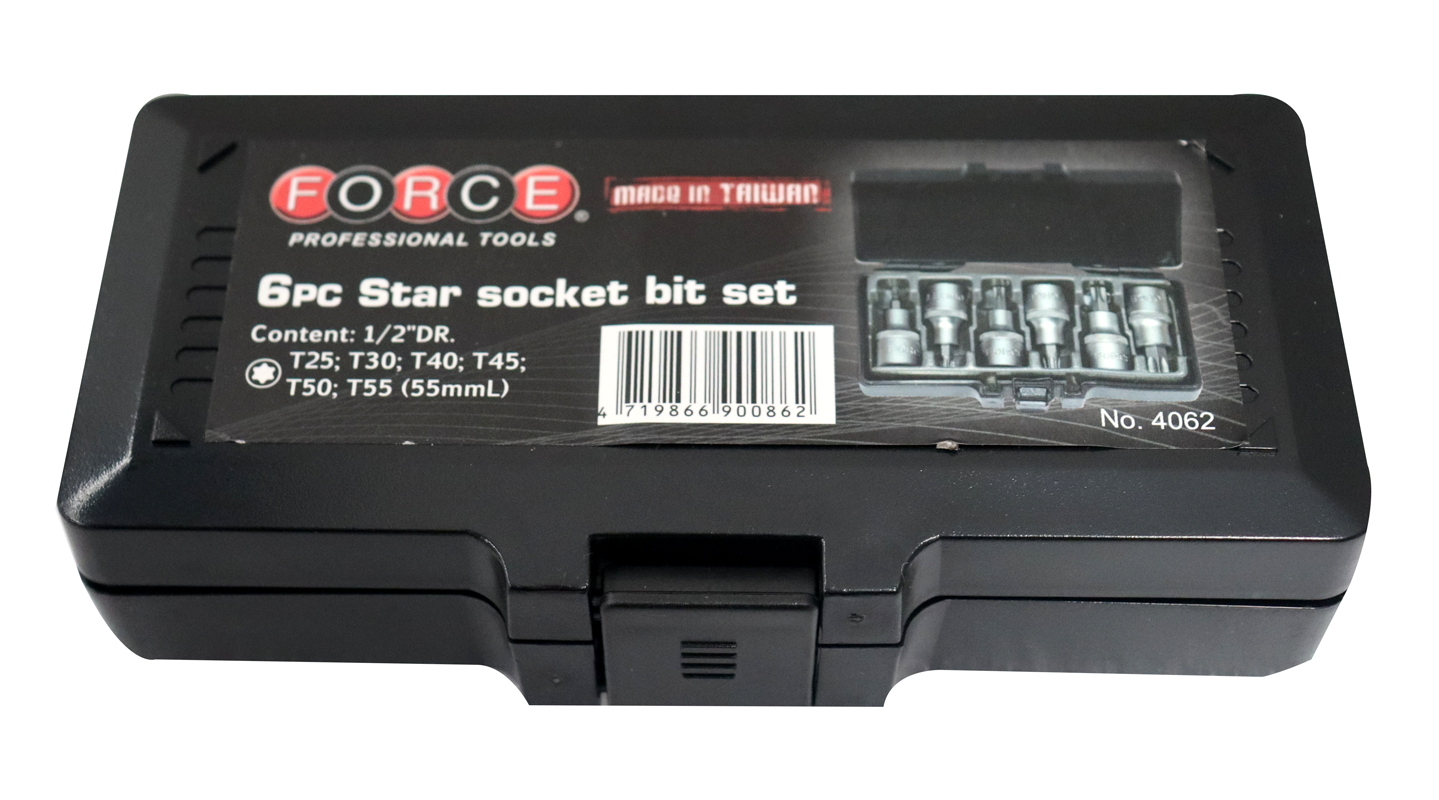 FORCE®
PROFESSIONAL TOOLS
MADE IN TAIWAN
6PC Star socket bit set
Content: 1/2"DR.
T25; T30; T40; T45;
T50; T55 (55mmL)
4 719866 900862
No. 4062